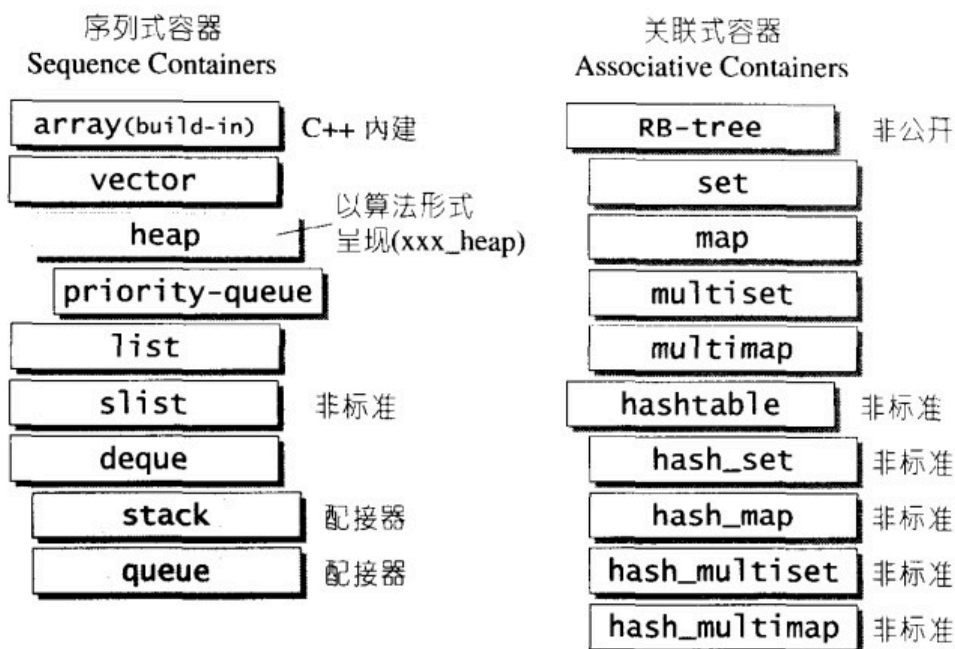 序列式容器
Sequence Containers
array(build-in) C++ 內建
vector
heap
以算法形式
呈现(xxx_heap)
priority-queue
list
slist 非标准
deque
stack 配接器
queue 配接器
关联式容器
Associative Containers
RB-tree 非公开
set
map
multiset
multimap
hashtable 非标准
hash_set 非标准
hash_map 非标准
hash_multiset 非标准
hash_multimap 非标准